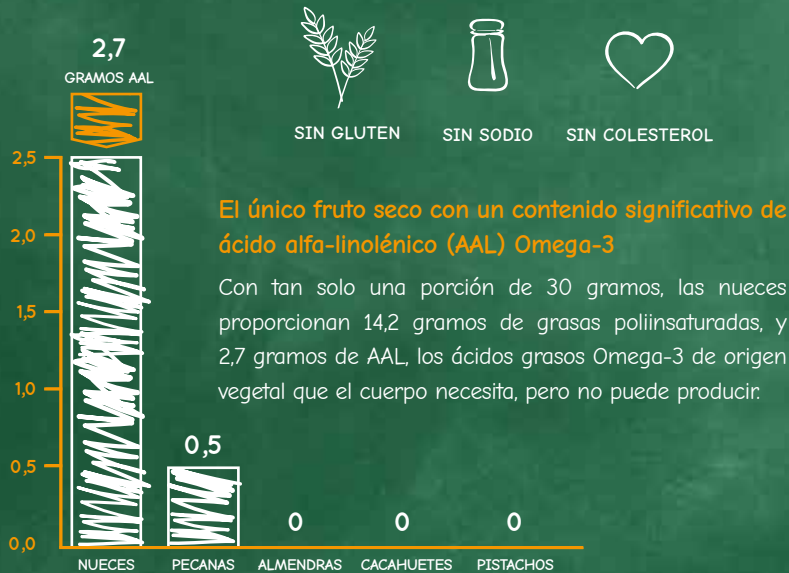 2,7
GRAMOS AAL
SIN GLUTEN
SIN SODIO
SIN COLESTEROL
El único fruto seco con un contenido significativo de
ácido alfa-linolénico (AAL) Omega-3
Con tan solo una porción de 30 gramos, las nueces
proporcionan 14,2 gramos de grasas poliinsaturadas, y
2,7 gramos de AAL, los ácidos grasos Omega-3 de origen
vegetal que el cuerpo necesita, pero no puede producir.
2,5
2,0
1,5
1,0
0,5
0,0
0,5
0
0
0
NUECES
PECANAS
ALMENDRAS
CACAHUETES
PISTACHOS